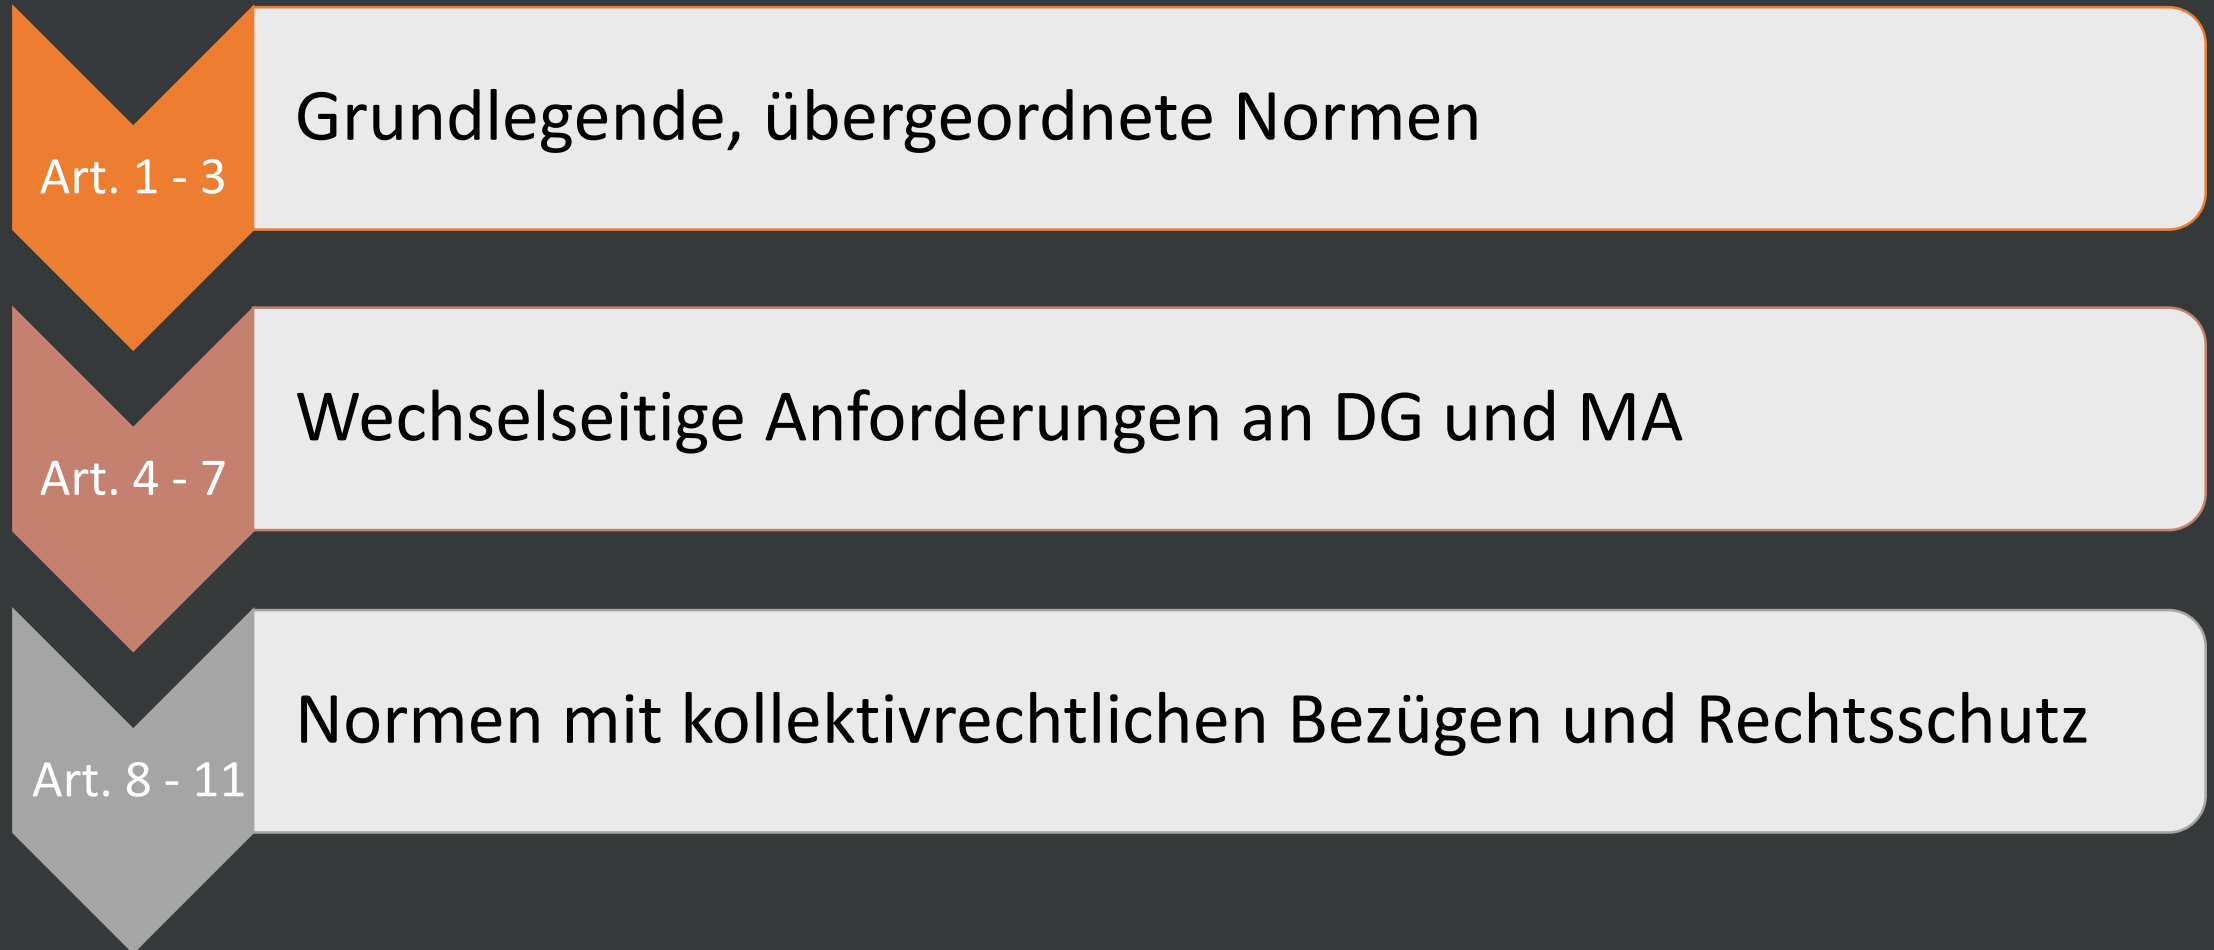 Art. 1 - 3
Grundlegende, übergeordnete Normen
Art. 4 - 7
Wechselseitige Anforderungen an DG und MA
Art. 8 - 11
Normen mit kollektivrechtlichen Bezügen und Rechtsschutz